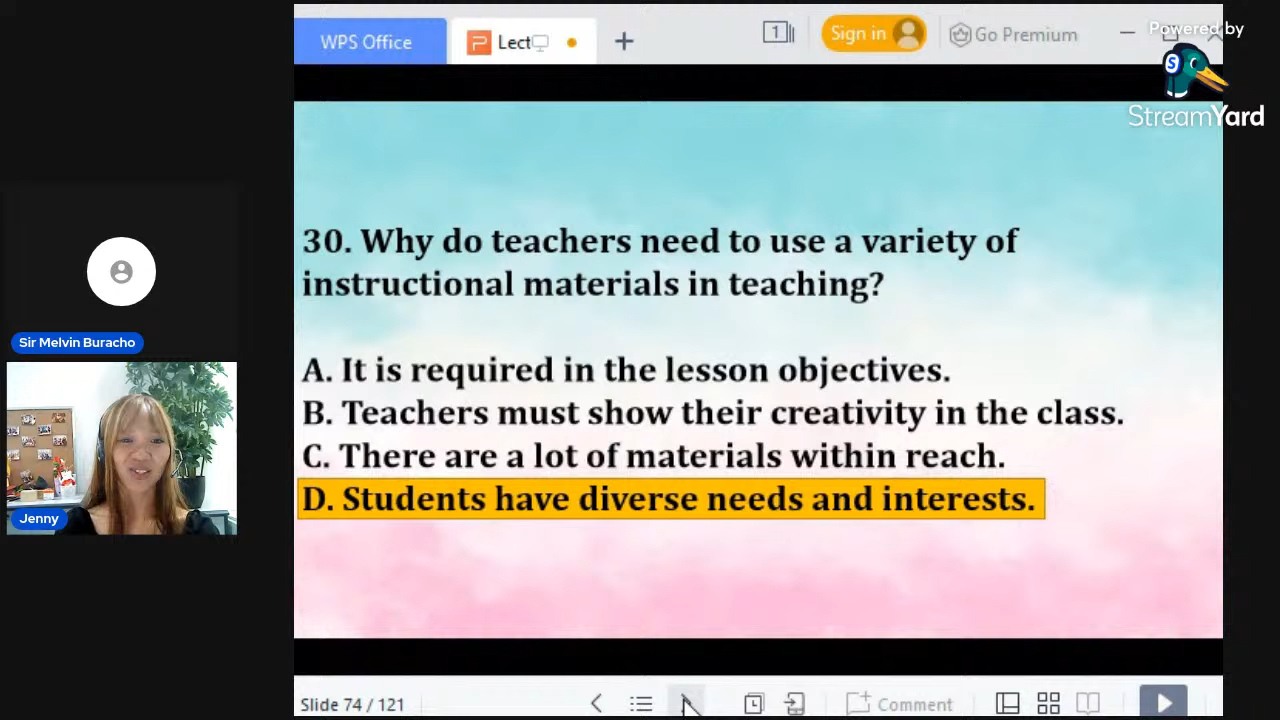 WPS Office
Lect
1
Sign in
Go Premium
Powered by
S
StreamYard
30. Why do teachers need to use a variety of
instructional materials in teaching?
A. It is required in the lesson objectives.
B. Teachers must show their creativity in the class.
C. There are a lot of materials within reach.
D. Students have diverse needs and interests.
Sir Melvin Buracho
Jenny
Slide 74 / 121
Comment